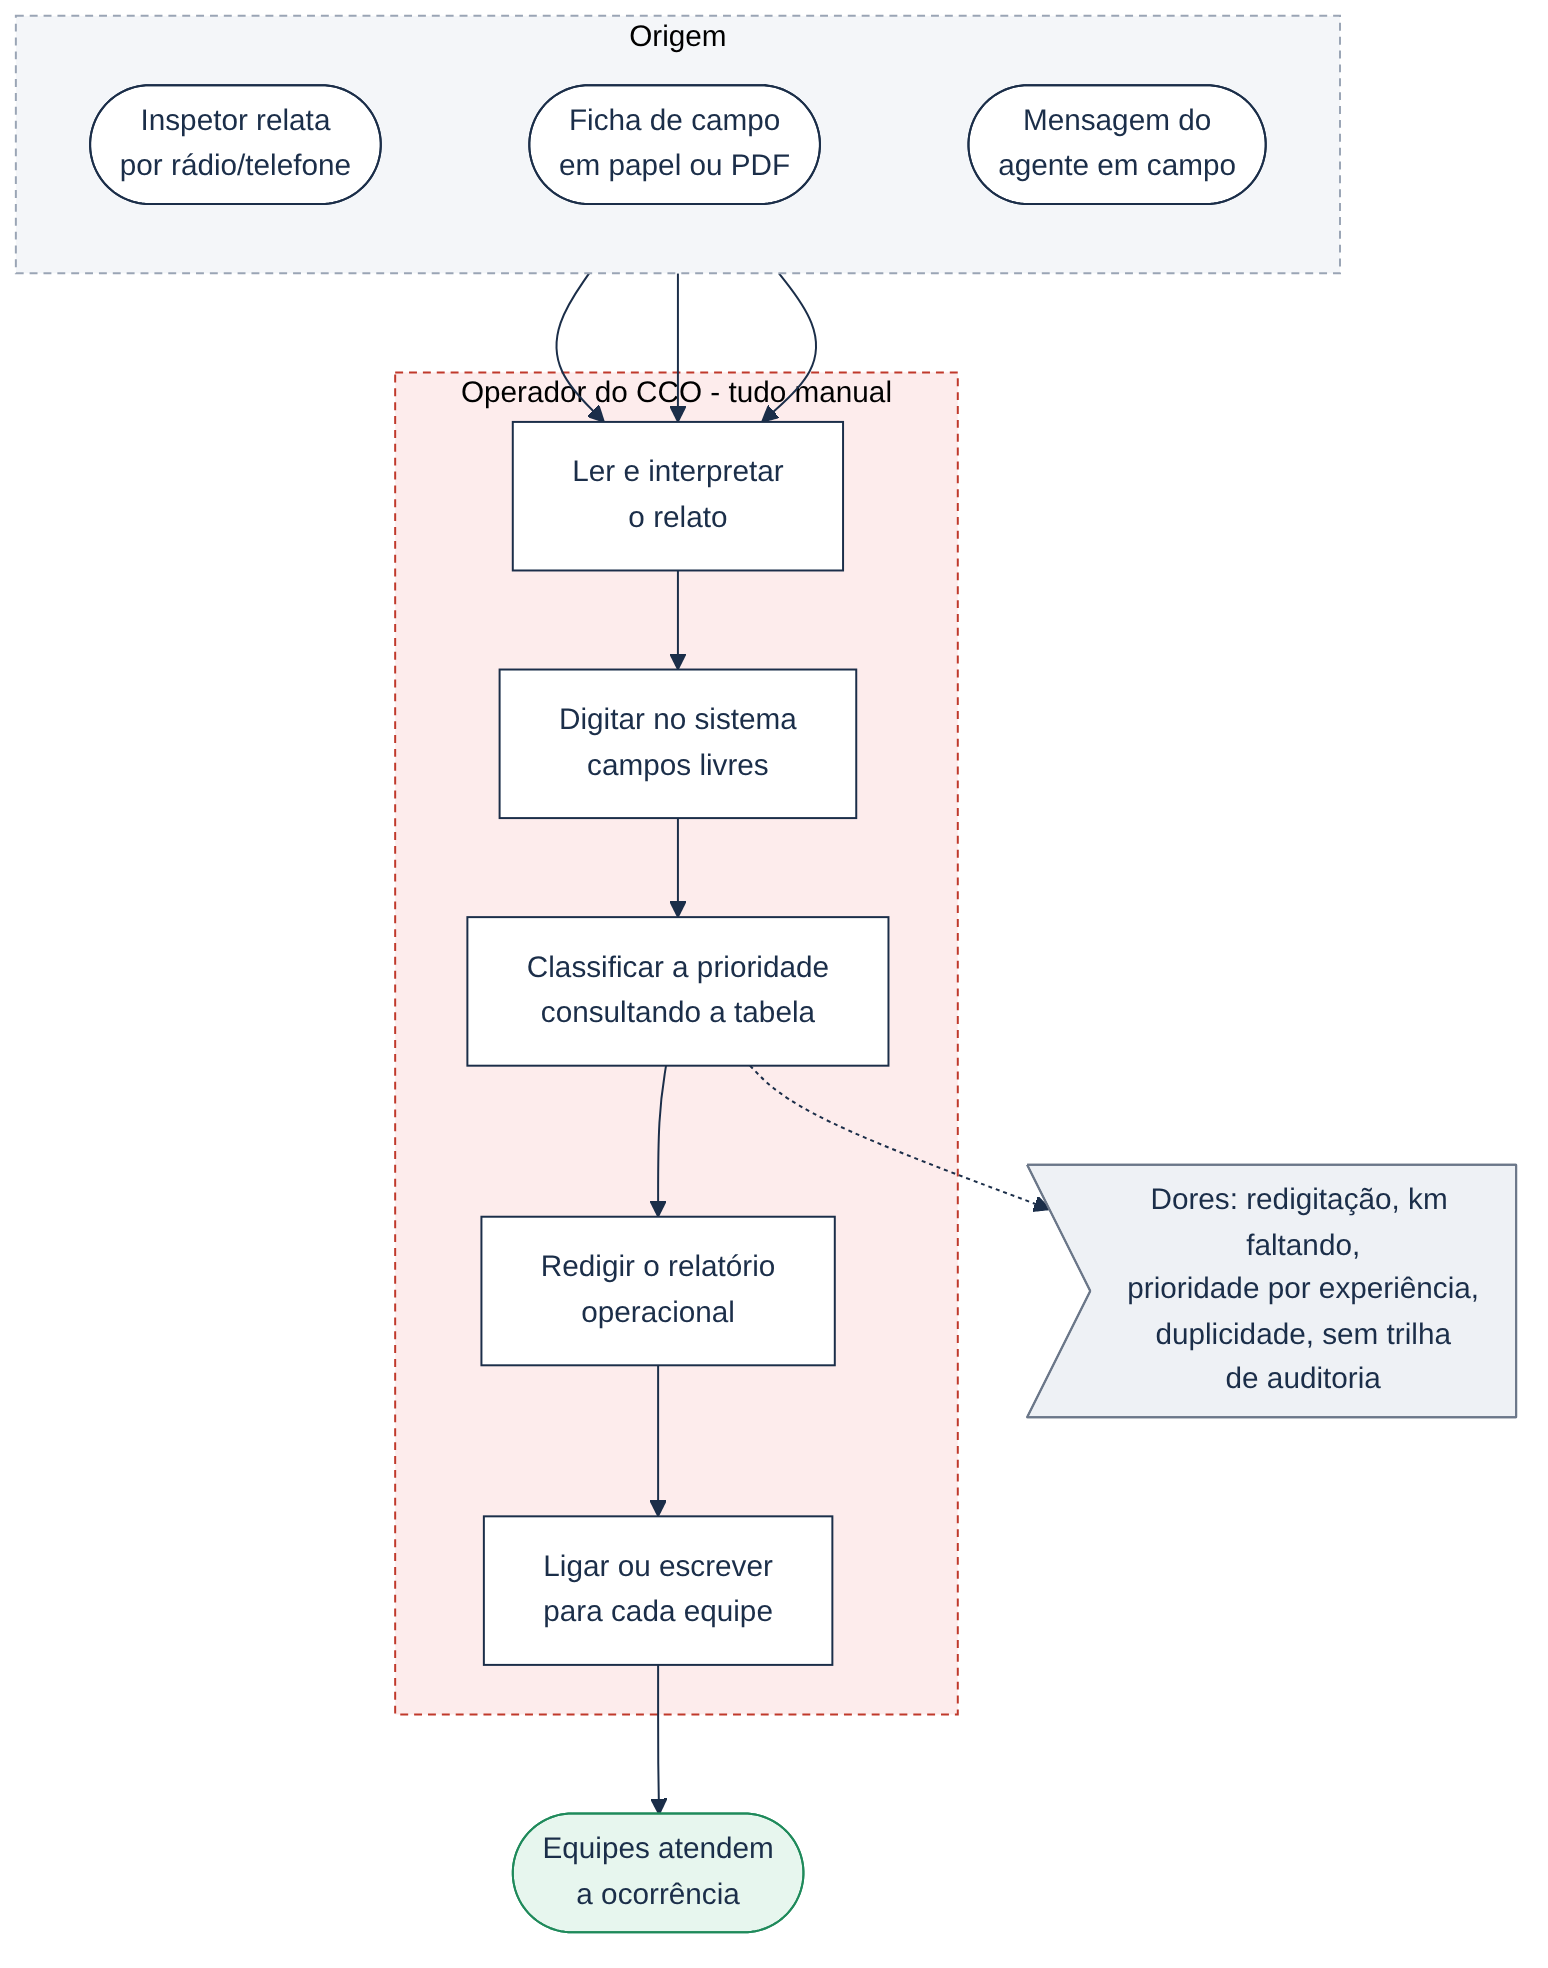 Origem
Inspetor relata
por rádio/telefone
Ficha de campo
em papel ou PDF
Mensagem do
agente em campo
Operador do CCO - tudo manual
Ler e interpretar
o relato
Digitar no sistema
campos livres
Classificar a prioridade
consultando a tabela
Redigir o relatório
operacional
Dores: redigitação, km
faltando,
prioridade por experiência,
duplicidade, sem trilha
de auditoria
Ligar ou escrever
para cada equipe
Equipes atendem
a ocorrência